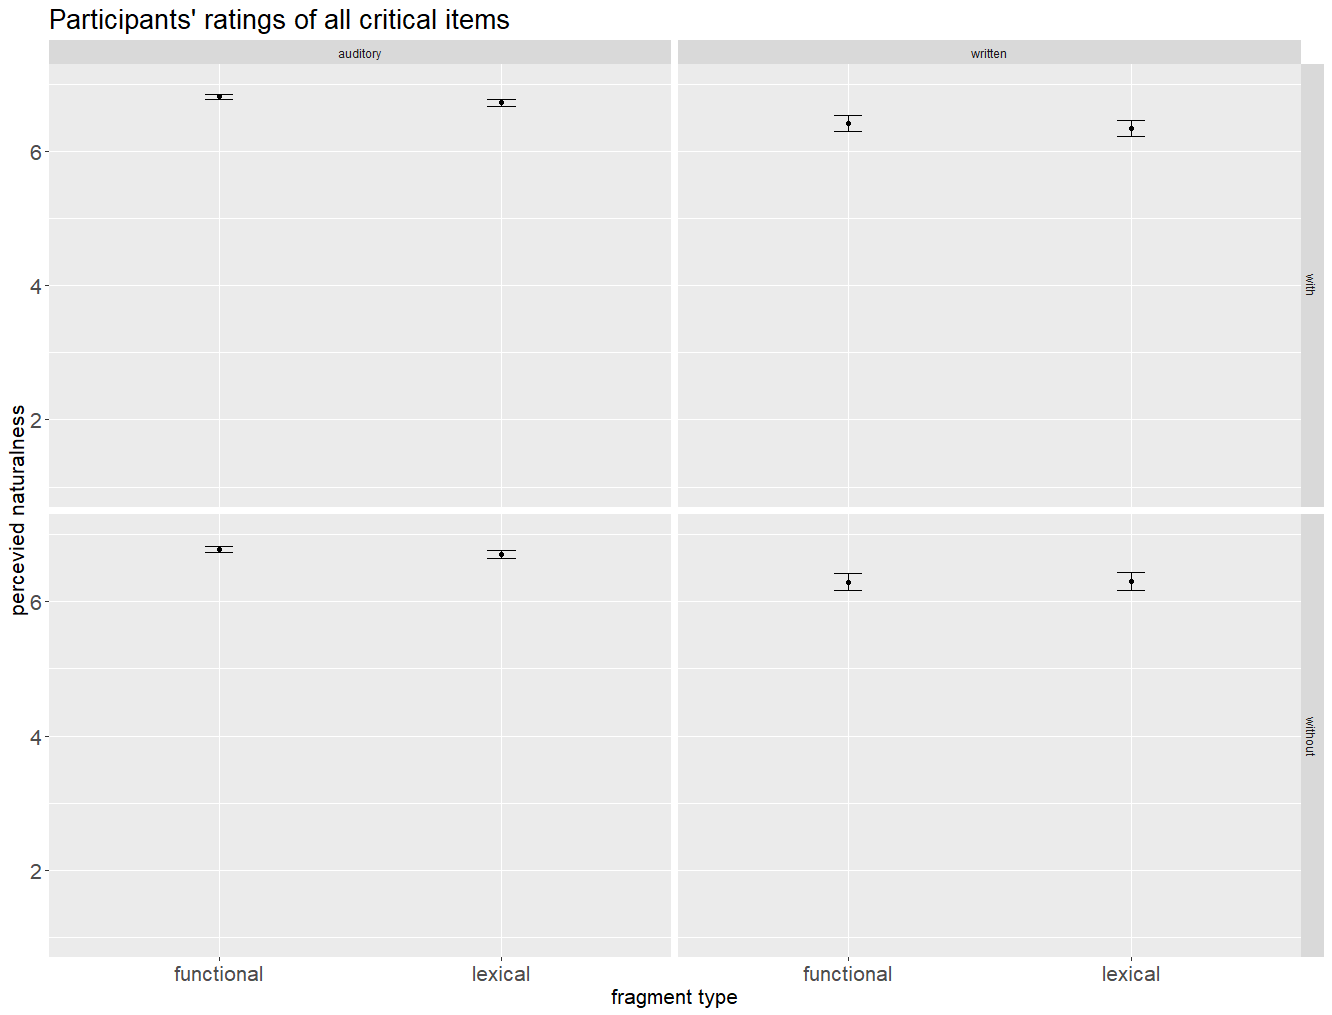 Participants' ratings of all critical items
auditory
written
6
4
2
with
percevied naturalness
6
4
2
without
functional
lexical
functional
lexical
fragment type